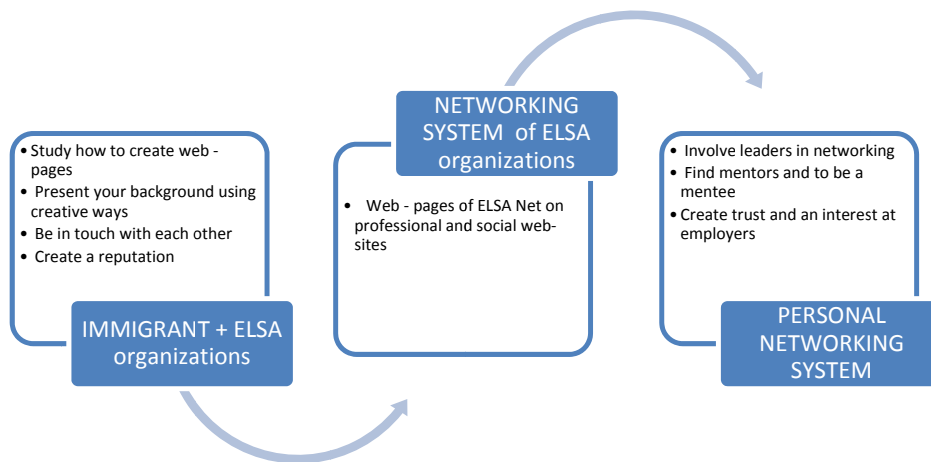 • Study how to create web -
pages
• Present your background using
creative ways
• Be in touch with each other
• Create a reputation
IMMIGRANT + ELSA
organizations
NETWORKING
SYSTEM of ELSA
organizations
• Web - pages of ELSA Net on
professional and social web-
sites
• Involve leaders in networking
• Find mentors and to be a
mentee
• Create trust and an interest at
employers
PERSONAL
NETWORKING
SYSTEM